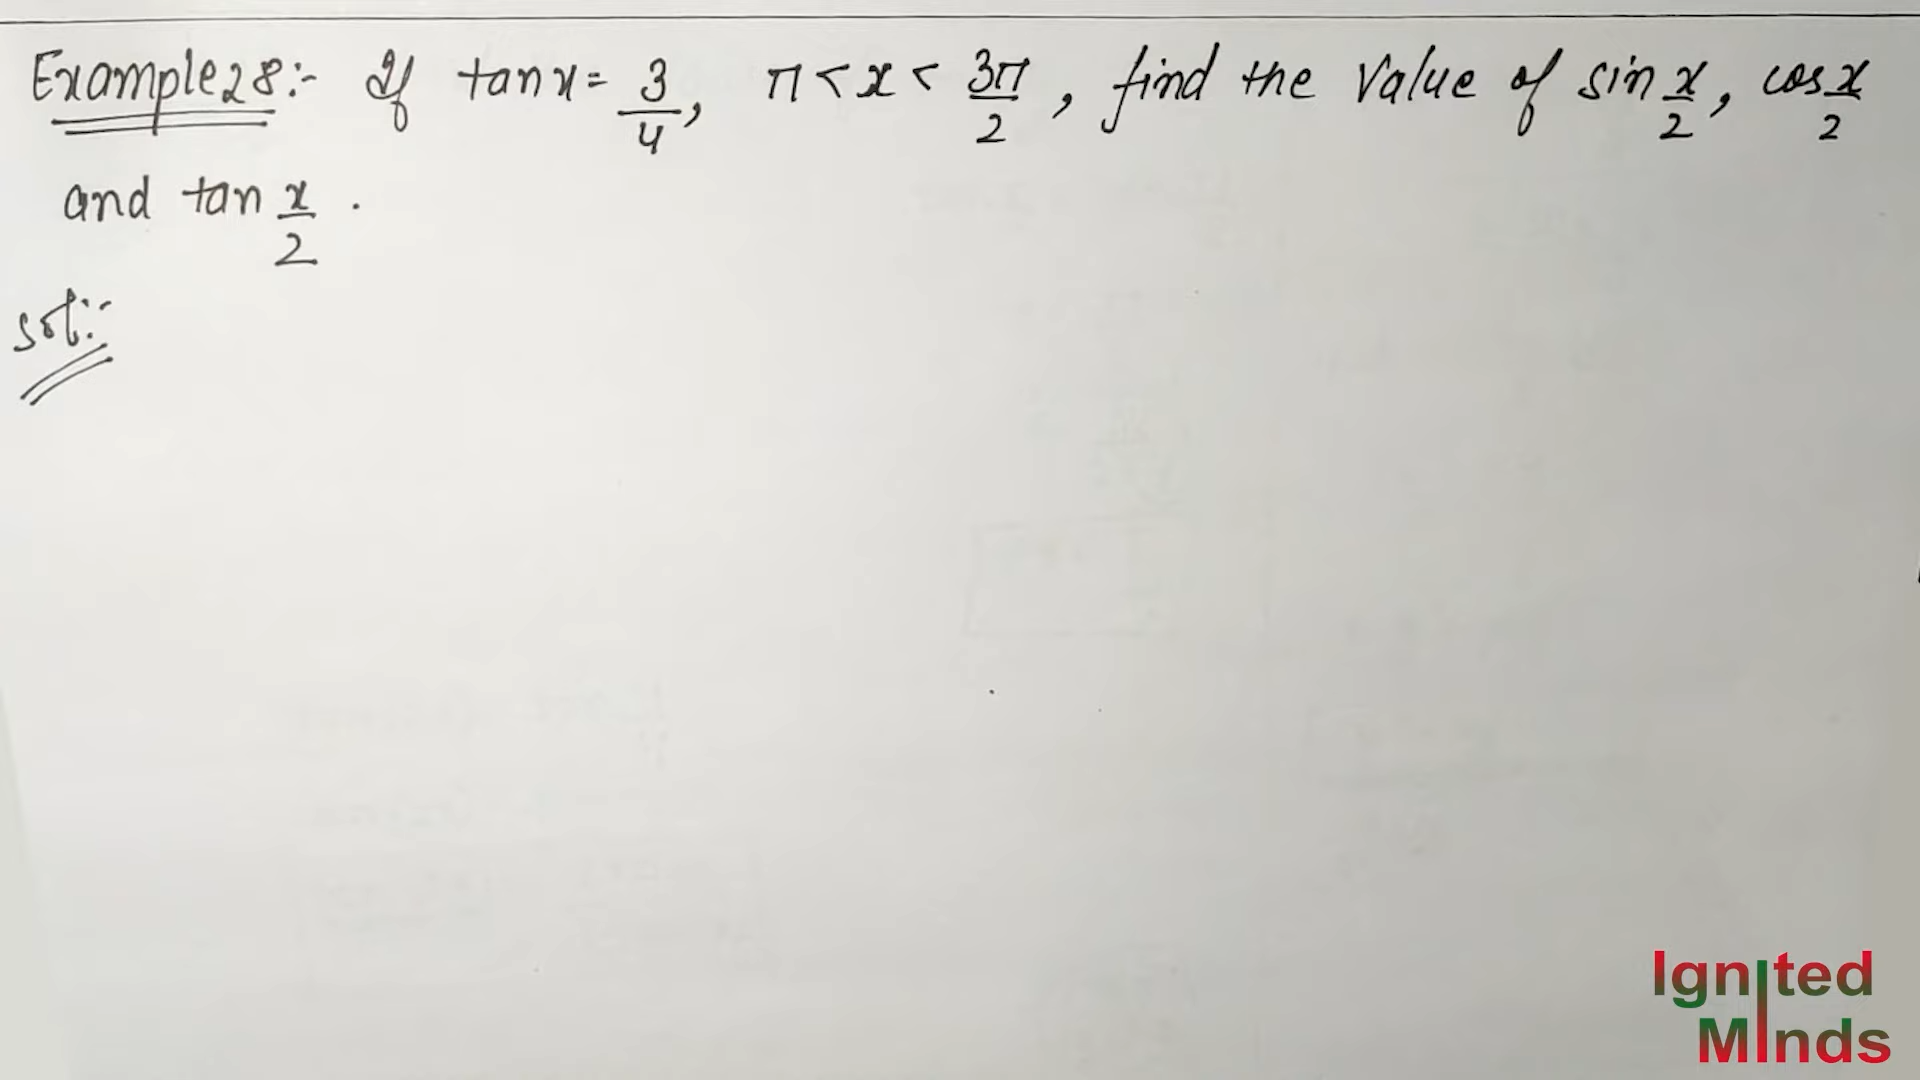 Example 28:- If tan x = 3/4, π < x < 3π/2, find the value of sin x/2, cos x/2
and tan x/2.
sol:-
Ignited
Minds